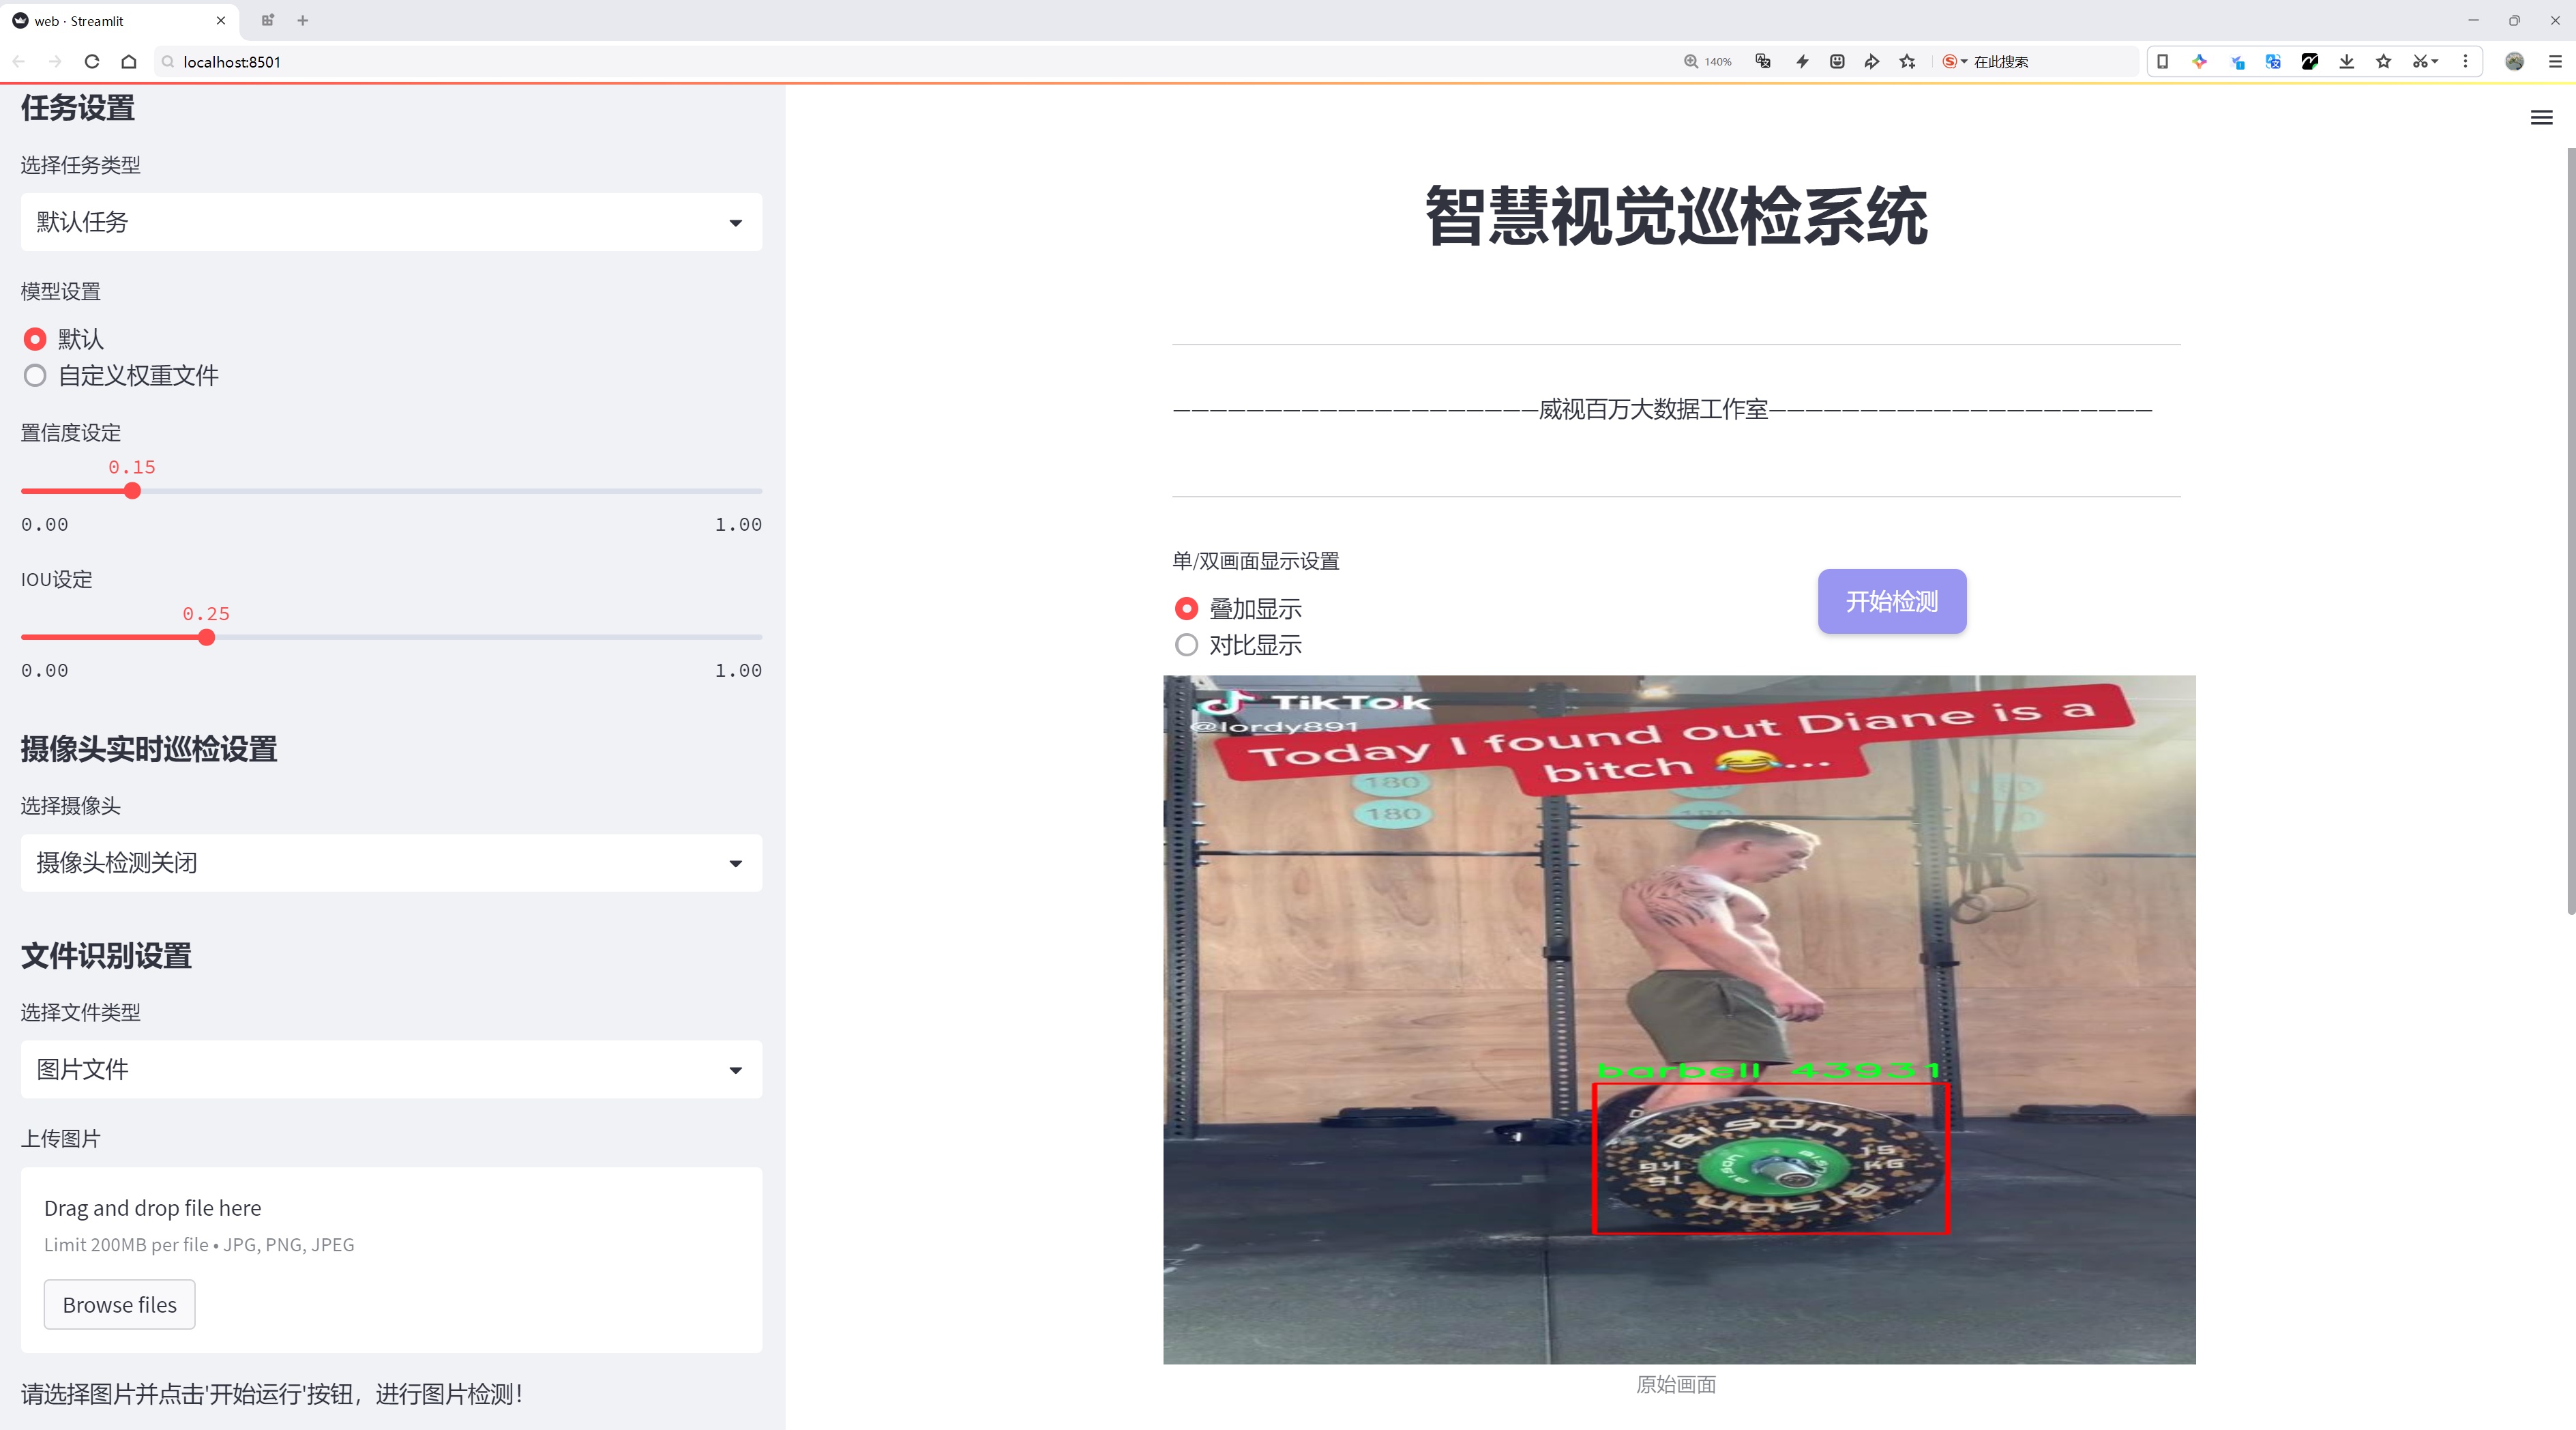 web · Streamlit
localhost:8501
140%
在此搜索
任务设置
选择任务类型
默认任务
模型设置
默认
自定义权重文件
置信度设定
0.15
0.00 1.00
IOU设定
0.25
0.00 1.00
摄像头实时巡检设置
选择摄像头
摄像头检测关闭
文件识别设置
选择文件类型
图片文件
上传图片
Drag and drop file here
Limit 200MB per file • JPG, PNG, JPEG
Browse files
请选择图片并点击'开始运行'按钮，进行图片检测！
智慧视觉巡检系统
————————————————————威视百万大数据工作室—————————————————————
单/双画面显示设置
叠加显示
对比显示
开始检测
TikTok
@lordy891
Today I found out Diane is a
bitch 😂...
180
180
barbell 43931
BISON
15
KG
原始画面